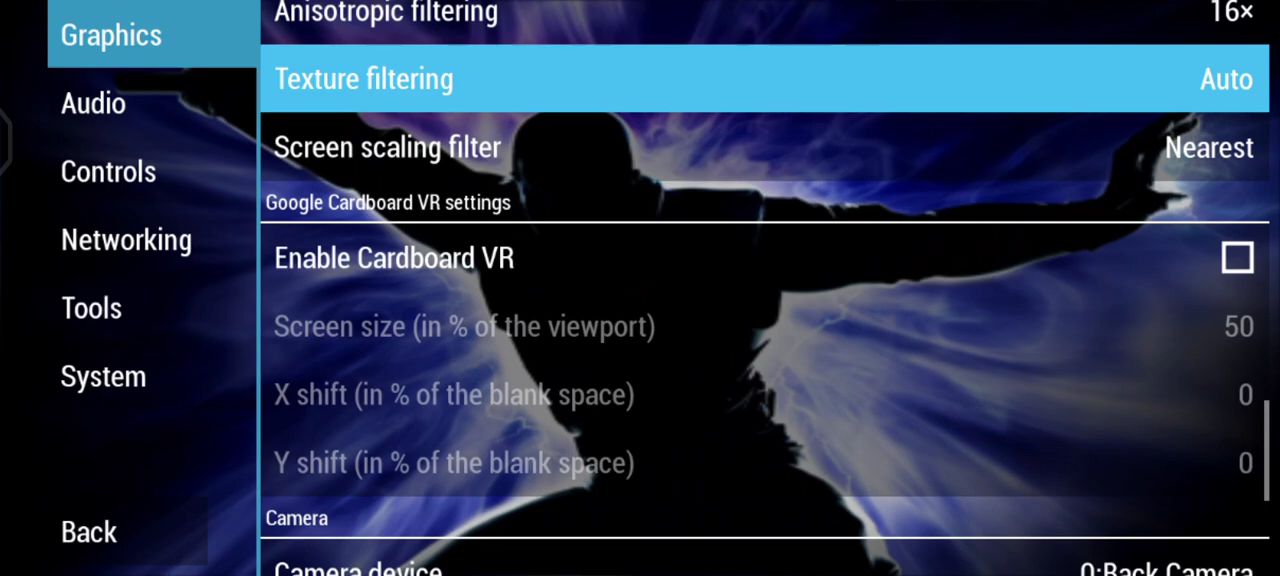 Graphics
Audio
Controls
Networking
Tools
System
Back
Anisotropic filtering 16×
Texture filtering Auto
Screen scaling filter Nearest
Google Cardboard VR settings
Enable Cardboard VR
Screen size (in % of the viewport) 50
X shift (in % of the blank space) 0
Y shift (in % of the blank space) 0
Camera
Camera device 0:Back Camera